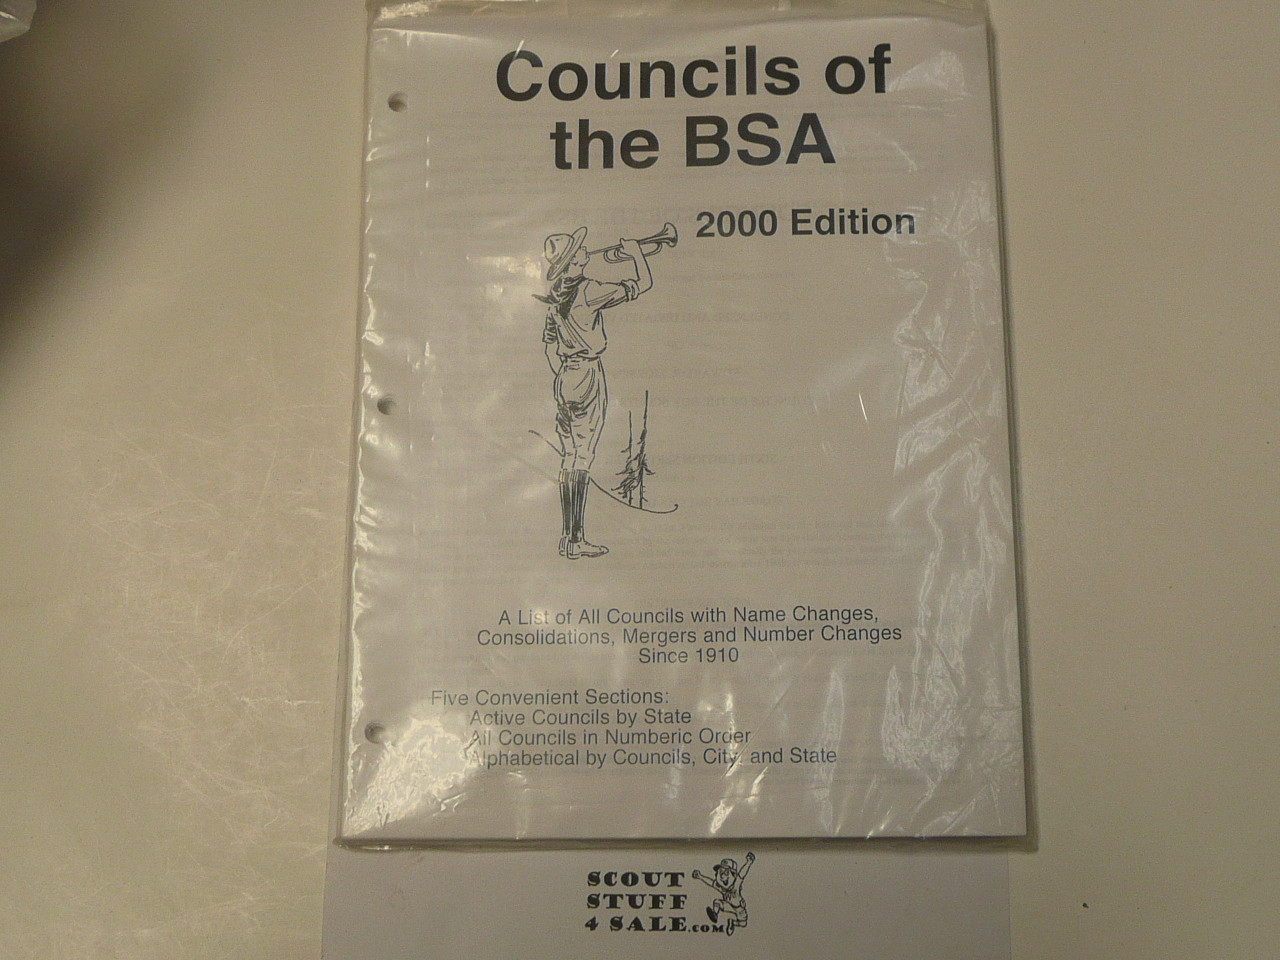 Councils of
the BSA
2000 Edition
A List of All Councils with Name Changes,
Consolidations, Mergers and Number Changes
Since 1910
Five Convenient Sections:
Active Councils by State
All Councils in Numberic Order
Alphabetical by Councils, City, and State
SCOUT
STUFF
4 SALE.COM